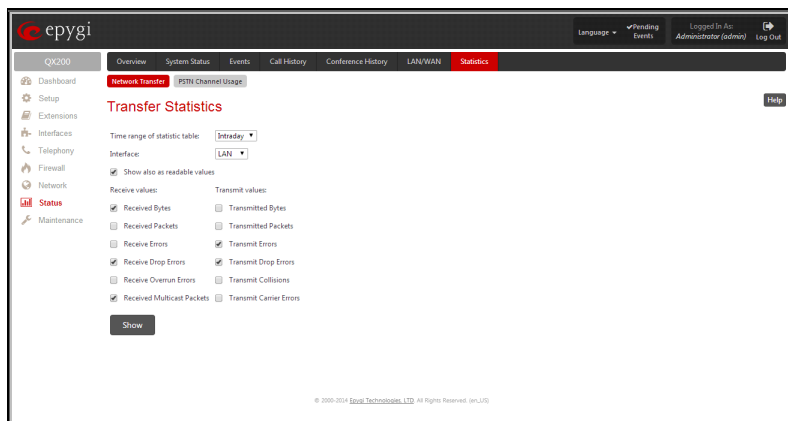 epygi
Language
Pending Events
Logged In As:
Administrator (admin)
Log Out
QX200
Overview
System Status
Events
Call History
Conference History
LAN/WAN
Statistics
Dashboard
Setup
Extensions
Interfaces
Telephony
Firewall
Network
Status
Maintenance
Network Transfer
PSTN Channel Usage
Help
Transfer Statistics
Time range of statistic table: Intraday
Interface: LAN
Show also as readable values
Receive values: Transmit values:
Received Bytes Transmitted Bytes
Received Packets Transmitted Packets
Receive Errors Transmit Errors
Receive Drop Errors Transmit Drop Errors
Receive Overrun Errors Transmit Collisions
Received Multicast Packets Transmit Carrier Errors
Show
© 2000-2014 Epygi Technologies, LTD. All Rights Reserved. (en_US)